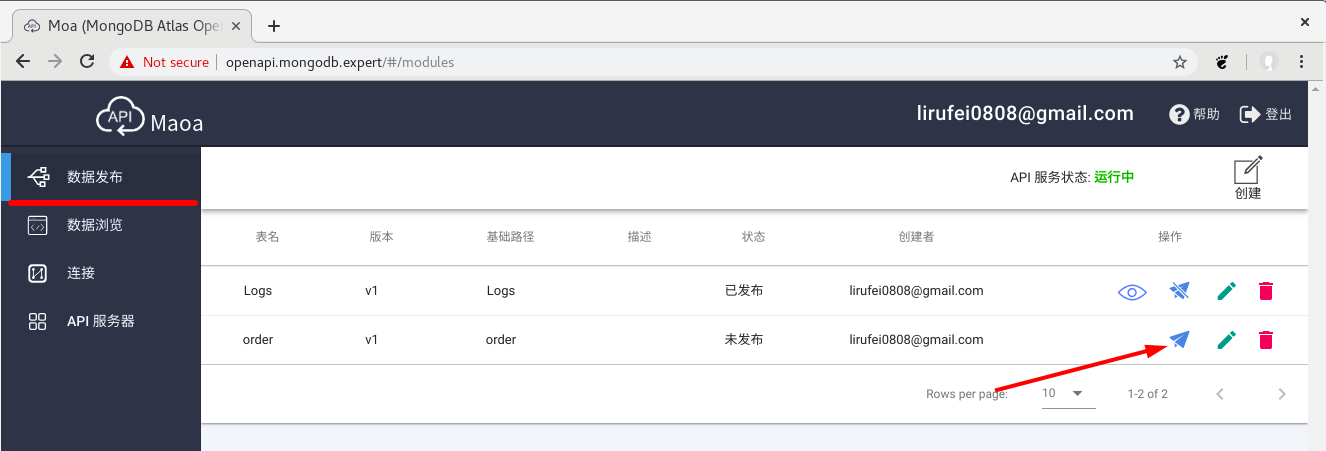 Moa (MongoDB Atlas Ope
Not secure openapi.mongodb.expert/#/modules
API Maoa
lirufei0808@gmail.com
帮助
登出
数据发布
数据浏览
连接
API 服务器
API 服务状态: 运行中
创建
表名 版本 基础路径 描述 状态 创建者 操作
Logs v1 Logs 已发布 lirufei0808@gmail.com
order v1 order 未发布 lirufei0808@gmail.com
Rows per page: 10 1-2 of 2